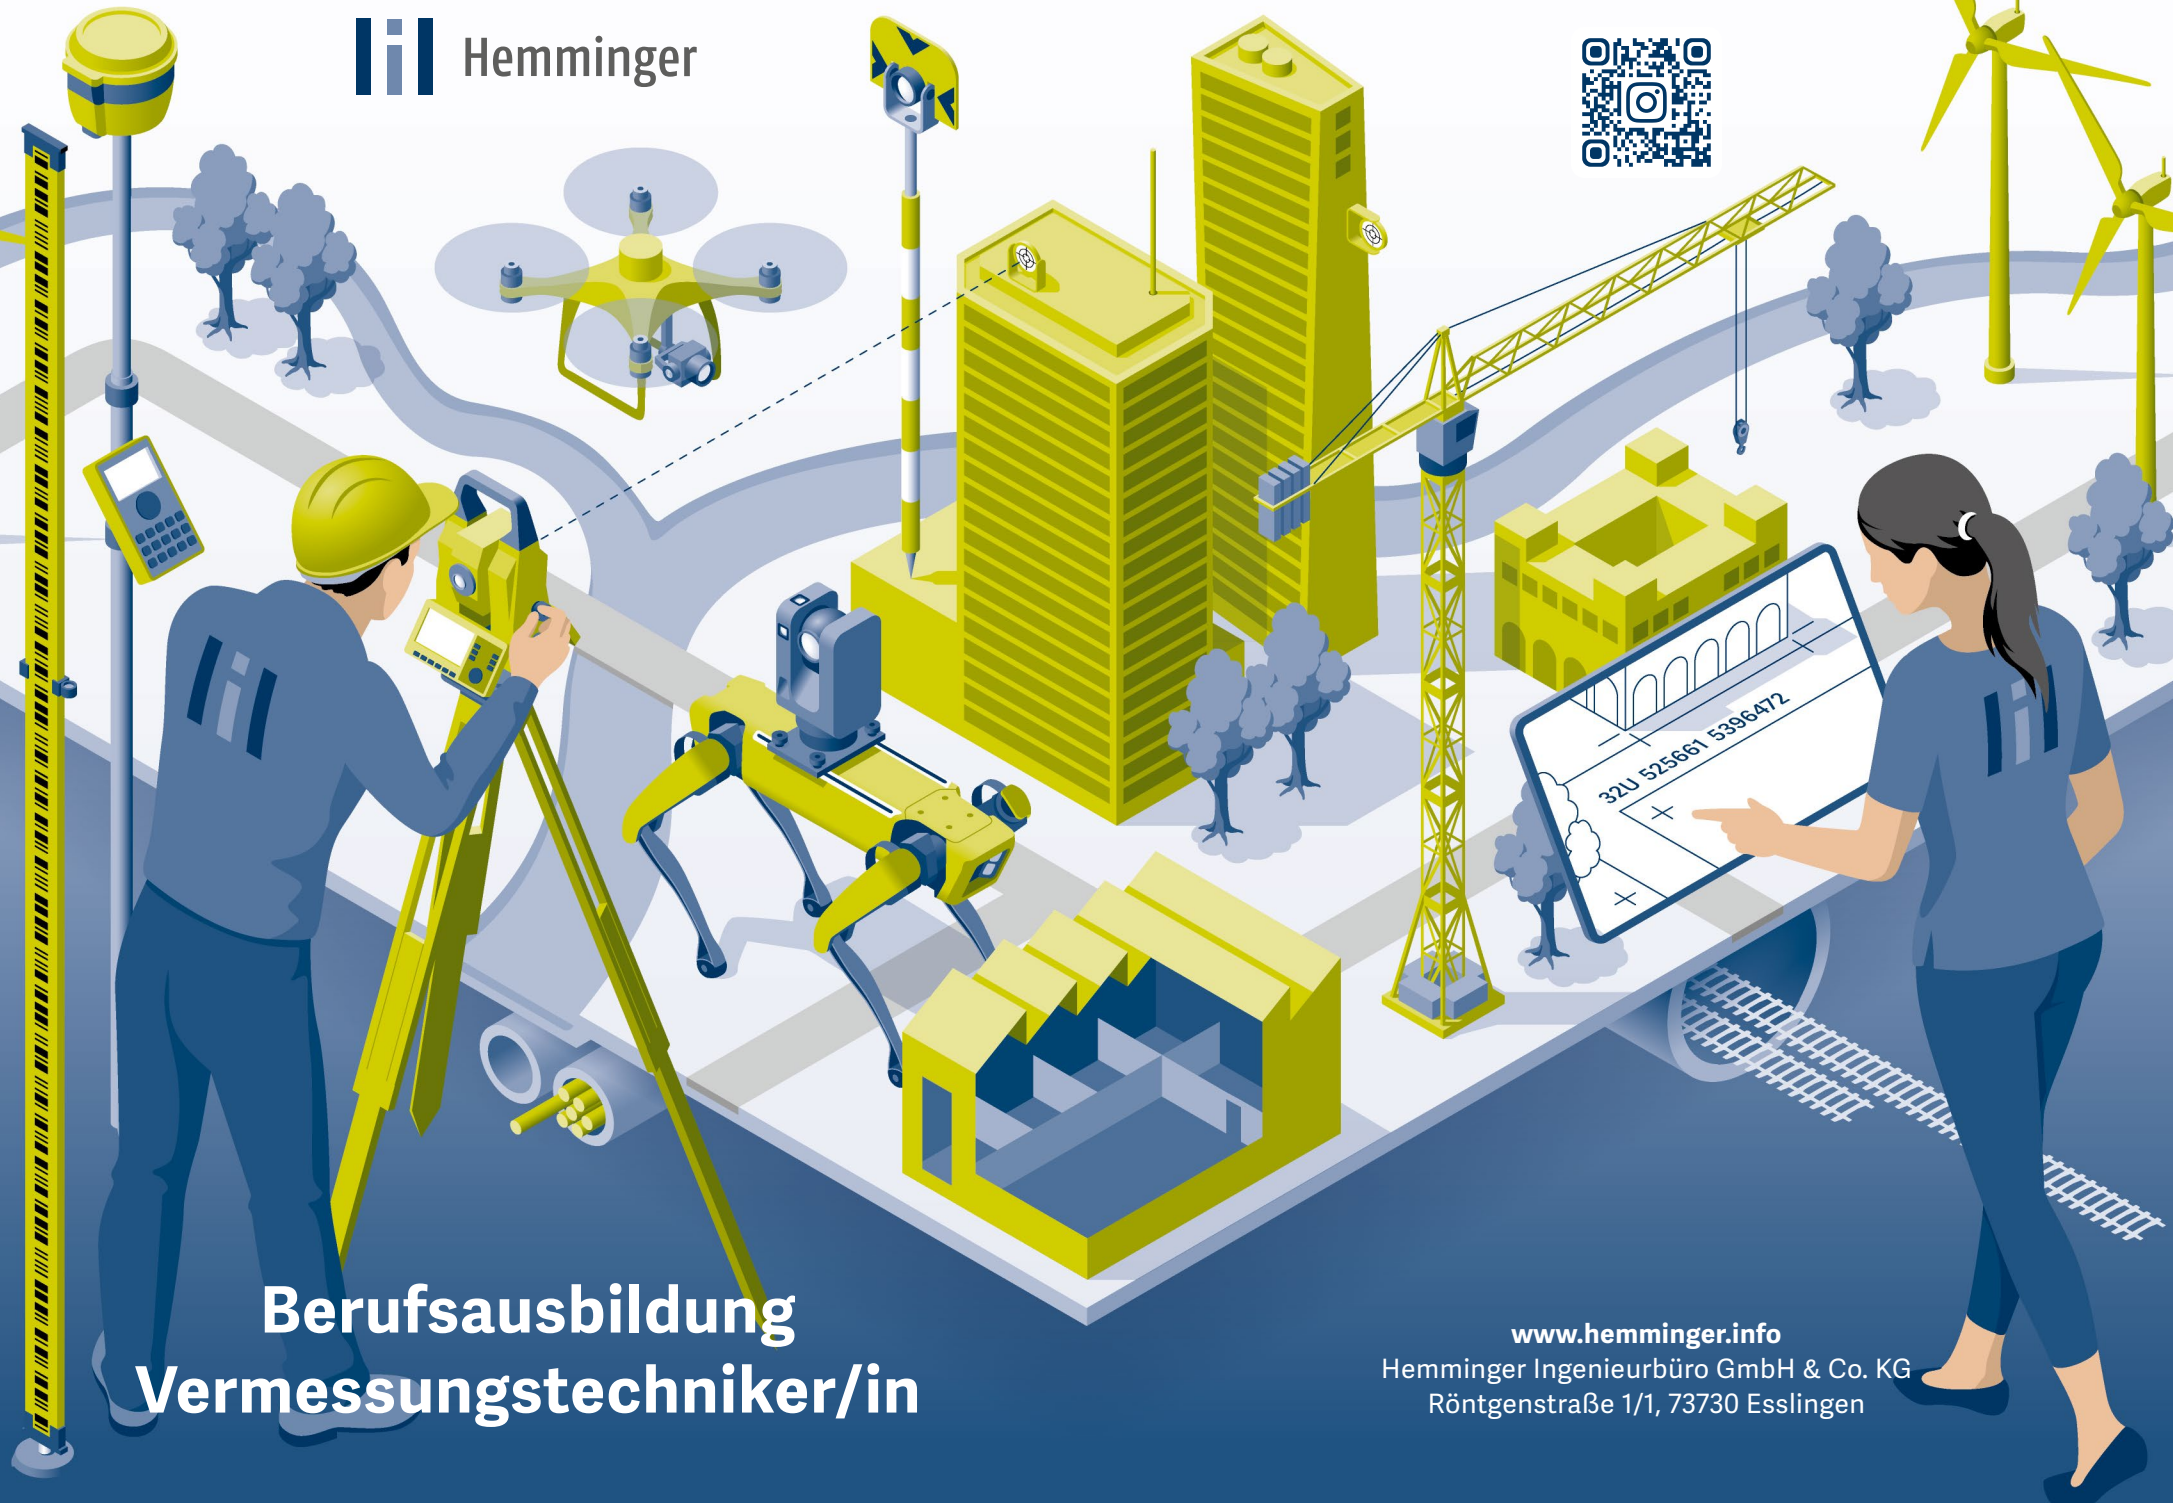 Hemminger
32U 525661 5396472
Berufsausbildung
Vermessungstechniker/in
www.hemminger.info
Hemminger Ingenieurbüro GmbH & Co. KG
Röntgenstraße 1/1, 73730 Esslingen